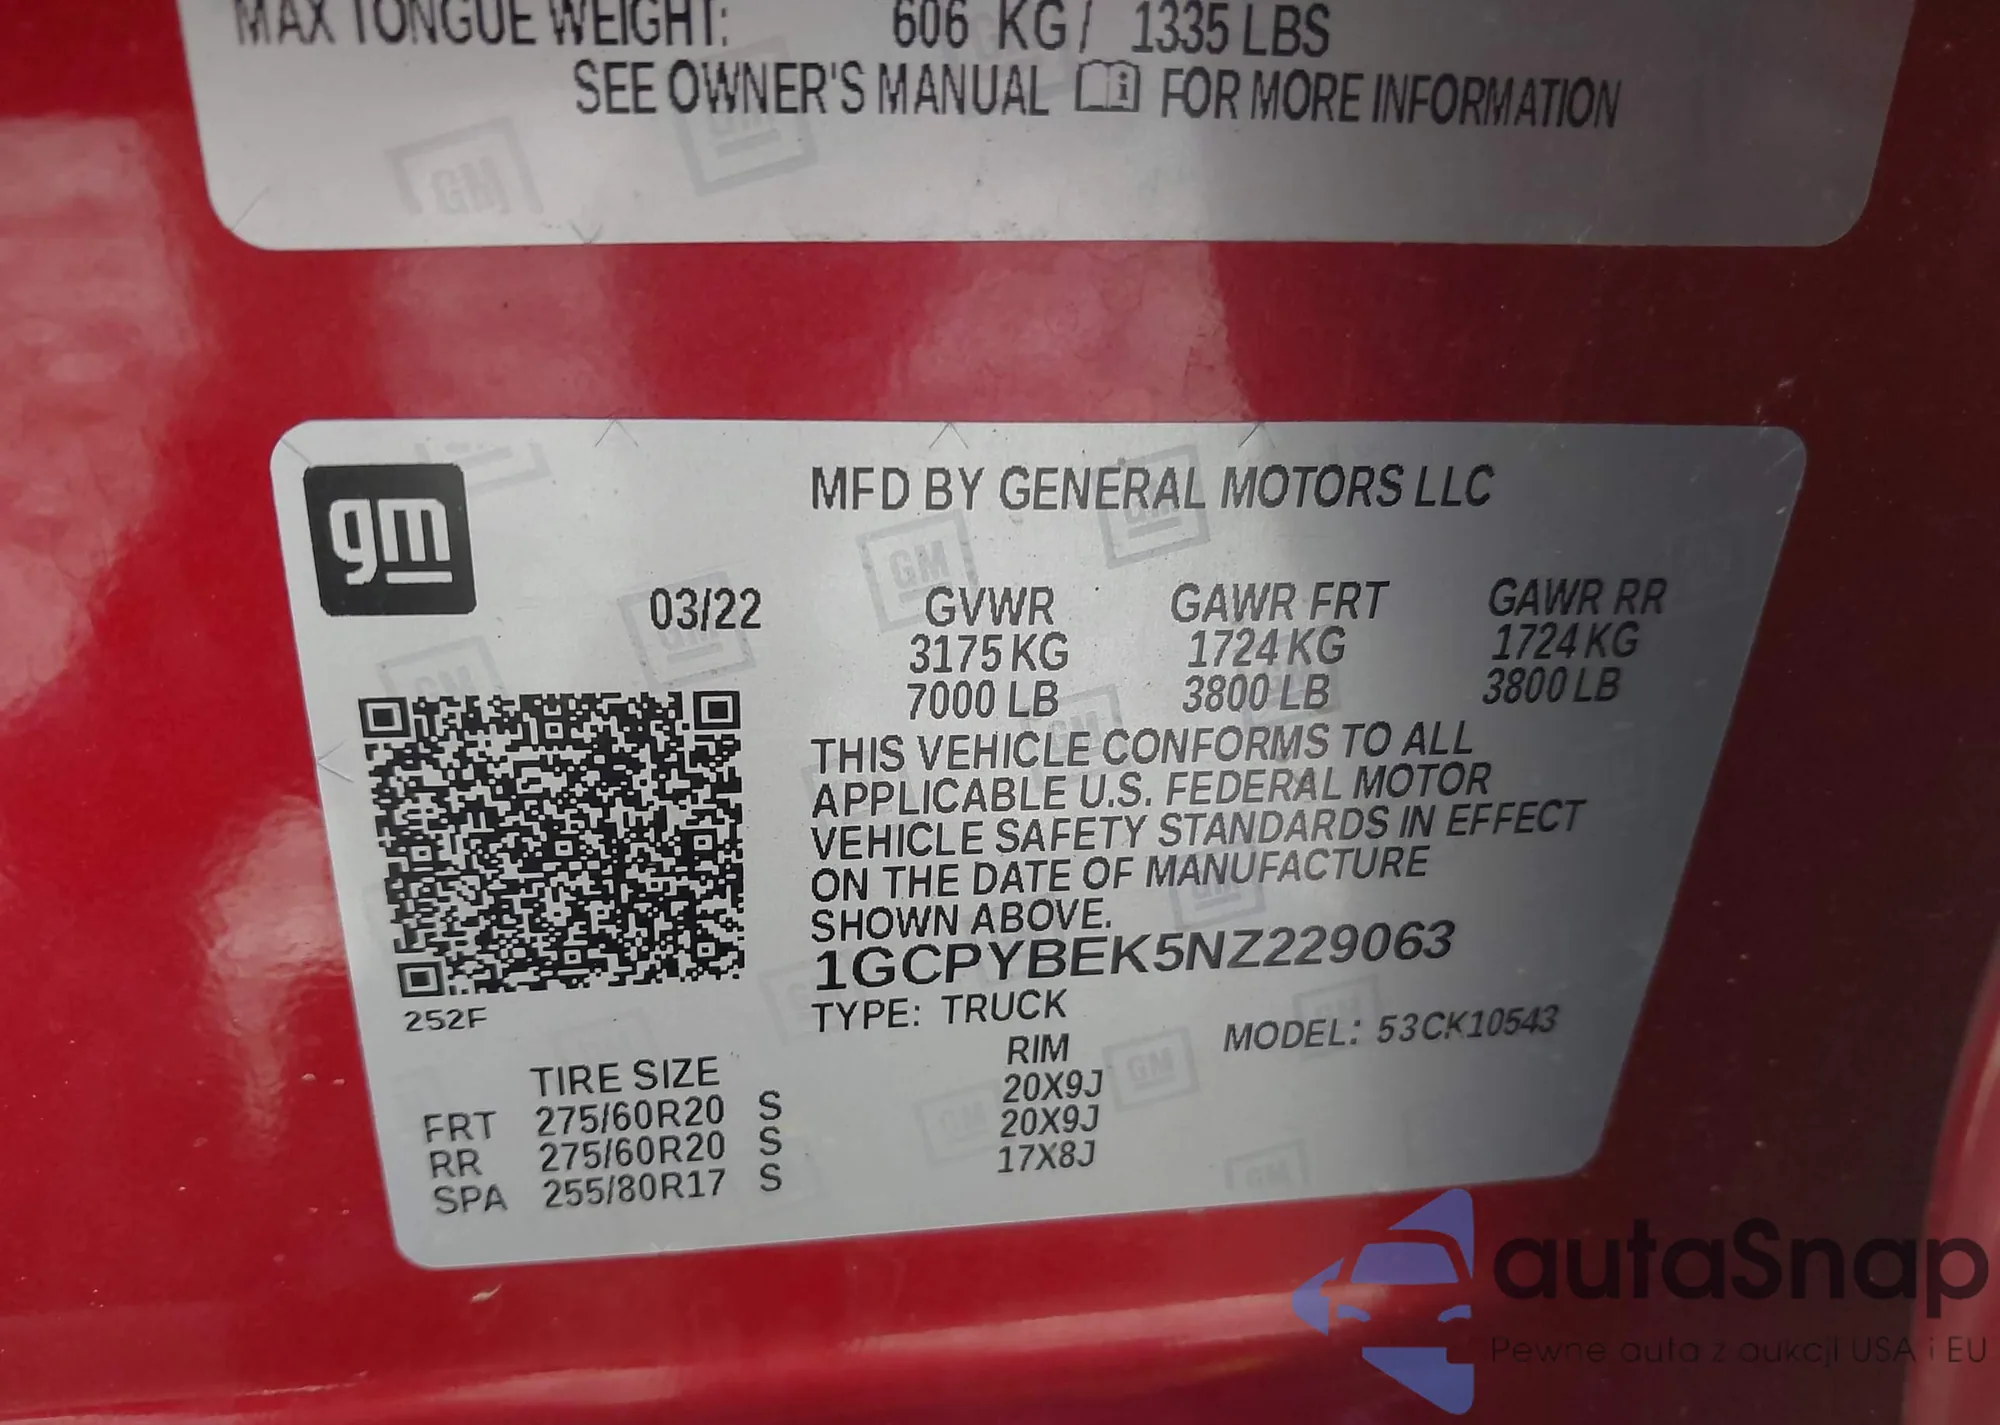 MAX TONGUE WEIGHT: 606 KG / 1335 LBS
SEE OWNER'S MANUAL FOR MORE INFORMATION
gm
MFD BY GENERAL MOTORS LLC
03/22 GVWR GAWR FRT GAWR RR
3175 KG 1724 KG 1724 KG
7000 LB 3800 LB 3800 LB
THIS VEHICLE CONFORMS TO ALL
APPLICABLE U.S. FEDERAL MOTOR
VEHICLE SAFETY STANDARDS IN EFFECT
ON THE DATE OF MANUFACTURE
SHOWN ABOVE.
1GCPYBEK5NZ229063
252F
TYPE: TRUCK MODEL: 53CK10543
TIRE SIZE RIM
FRT 275/60R20 S 20X9J
RR 275/60R20 S 20X9J
SPA 255/80R17 S 17X8J
autaSnap
Pewne auta z aukcji USA i EU